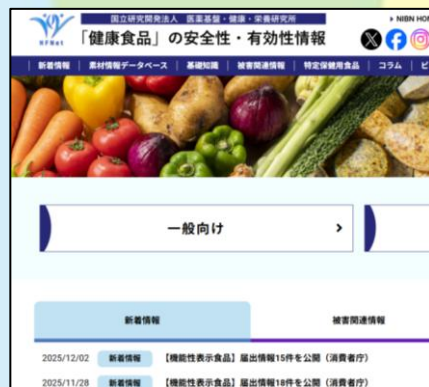 国立研究開発法人 医薬基盤・健康・栄養研究所
NIBN HOM
HFNet
「健康食品」の安全性・有効性情報
新着情報 | 素材情報データベース | 基礎知識 | 被害関連情報 | 特定保健用食品 | コラム | ビ
一般向け
新着情報
被害関連情報
2025/12/02 新着情報 【機能性表示食品】届出情報15件を公開(消費者庁)
2025/11/28 新着情報 【機能性表示食品】届出情報18件を公開(消費者庁)